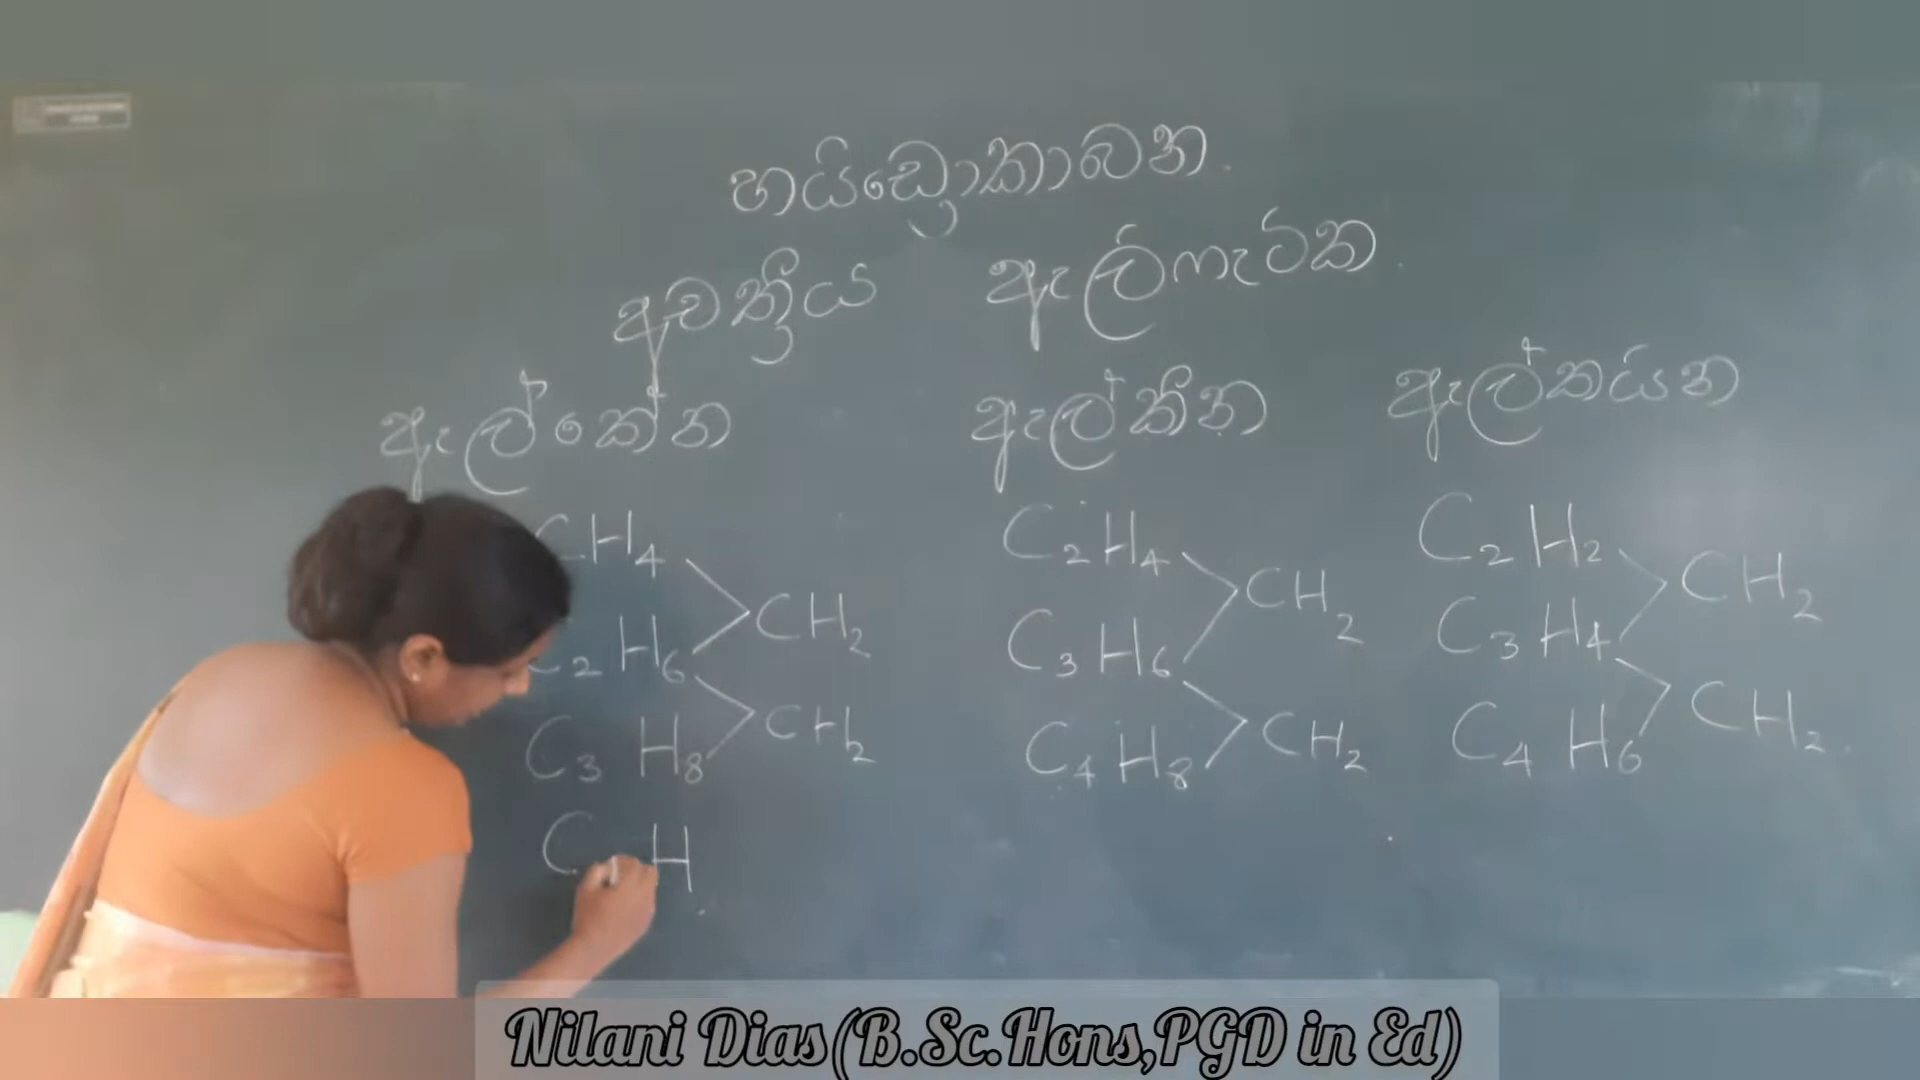 හයිඩ්‍රොකාබන.
අචක්‍රීය ඇල්ෆැටික.
ඇල්කේන ඇල්කීන ඇල්කයින
CH₄ C₂H₄ C₂H₂
CH₂ CH₂ CH₂
C₂H₆ C₃H₆ C₃H₄
CH₂ CH₂ CH₂.
C₃H₈ C₄H₈ C₄H₆
C H
Nilani Dias(B.Sc.Hons,PGD in Ed)